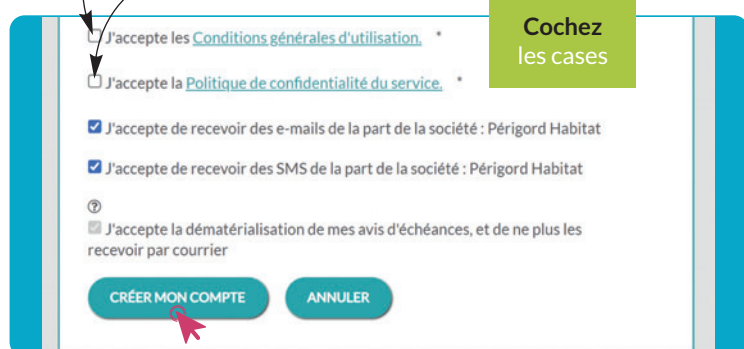 Cochez
les cases
J'accepte les Conditions générales d'utilisation. *
J'accepte la Politique de confidentialité du service. *
J'accepte de recevoir des e-mails de la part de la société : Périgord Habitat
J'accepte de recevoir des SMS de la part de la société : Périgord Habitat
?
J'accepte la dématérialisation de mes avis d'échéances, et de ne plus les
recevoir par courrier
CRÉER MON COMPTE
ANNULER